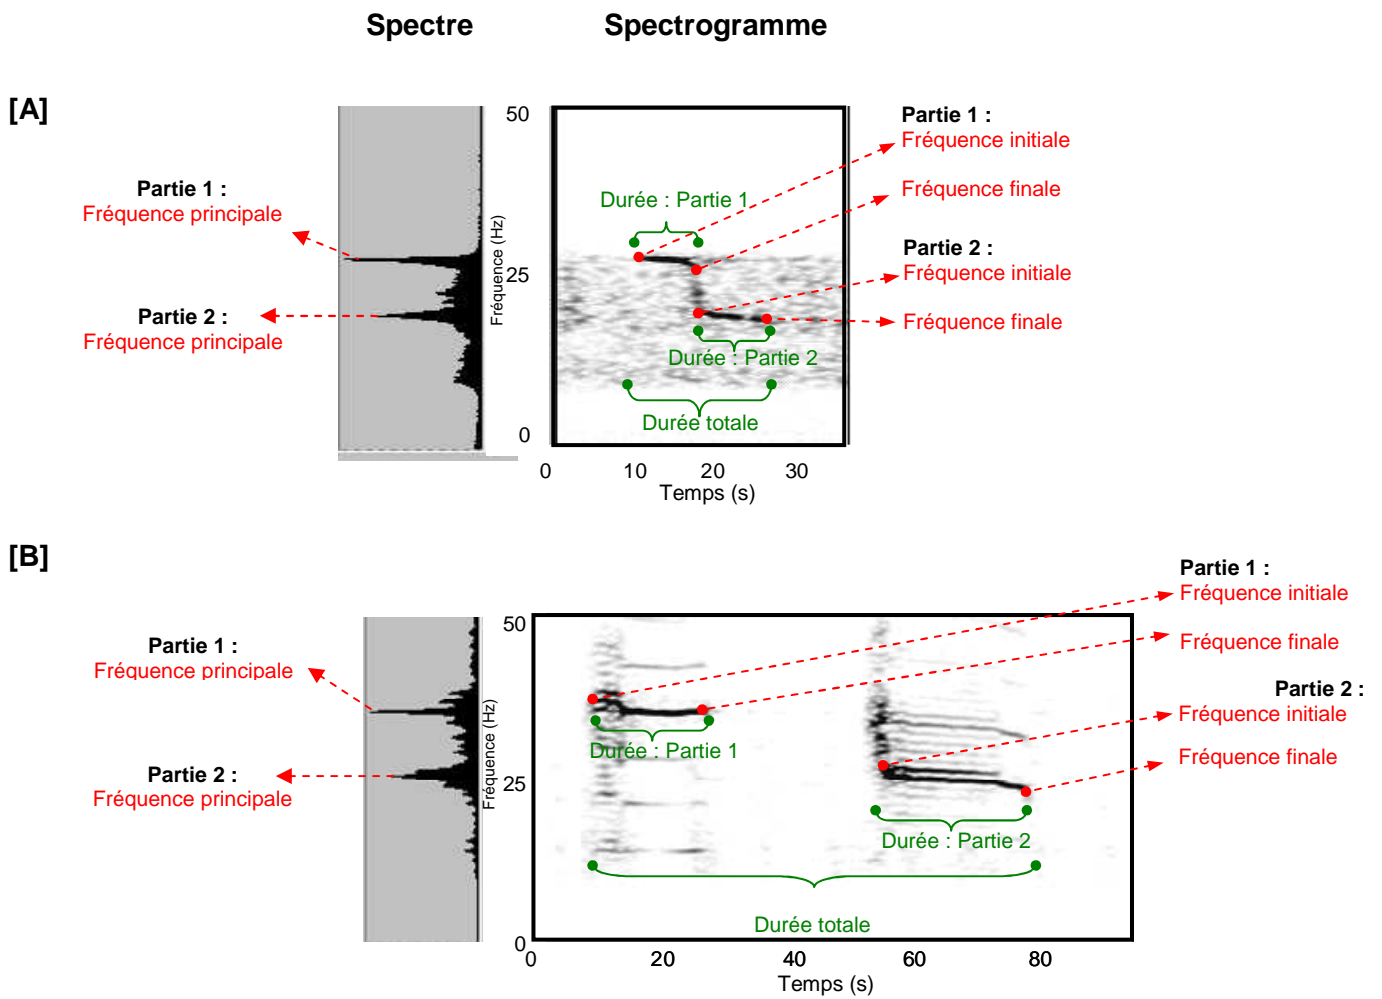 Spectre
Spectrogramme
[A]
50
Partie 1 :
Fréquence initiale
Partie 1 :
Fréquence principale
Durée : Partie 1
Fréquence finale
Fréquence (Hz)
Partie 2 :
Fréquence initiale
25
Partie 2 :
Fréquence principale
Fréquence finale
Durée : Partie 2
Durée totale
0
0 10 20 30
Temps (s)
[B]
Partie 1 :
Fréquence initiale
50
Partie 1 :
Fréquence principale
Fréquence finale
Partie 2 :
Fréquence initiale
Fréquence (Hz)
Durée : Partie 1
Fréquence finale
Partie 2 :
Fréquence principale
25
Durée : Partie 2
Durée totale
0
0 20 40 60 80
Temps (s)